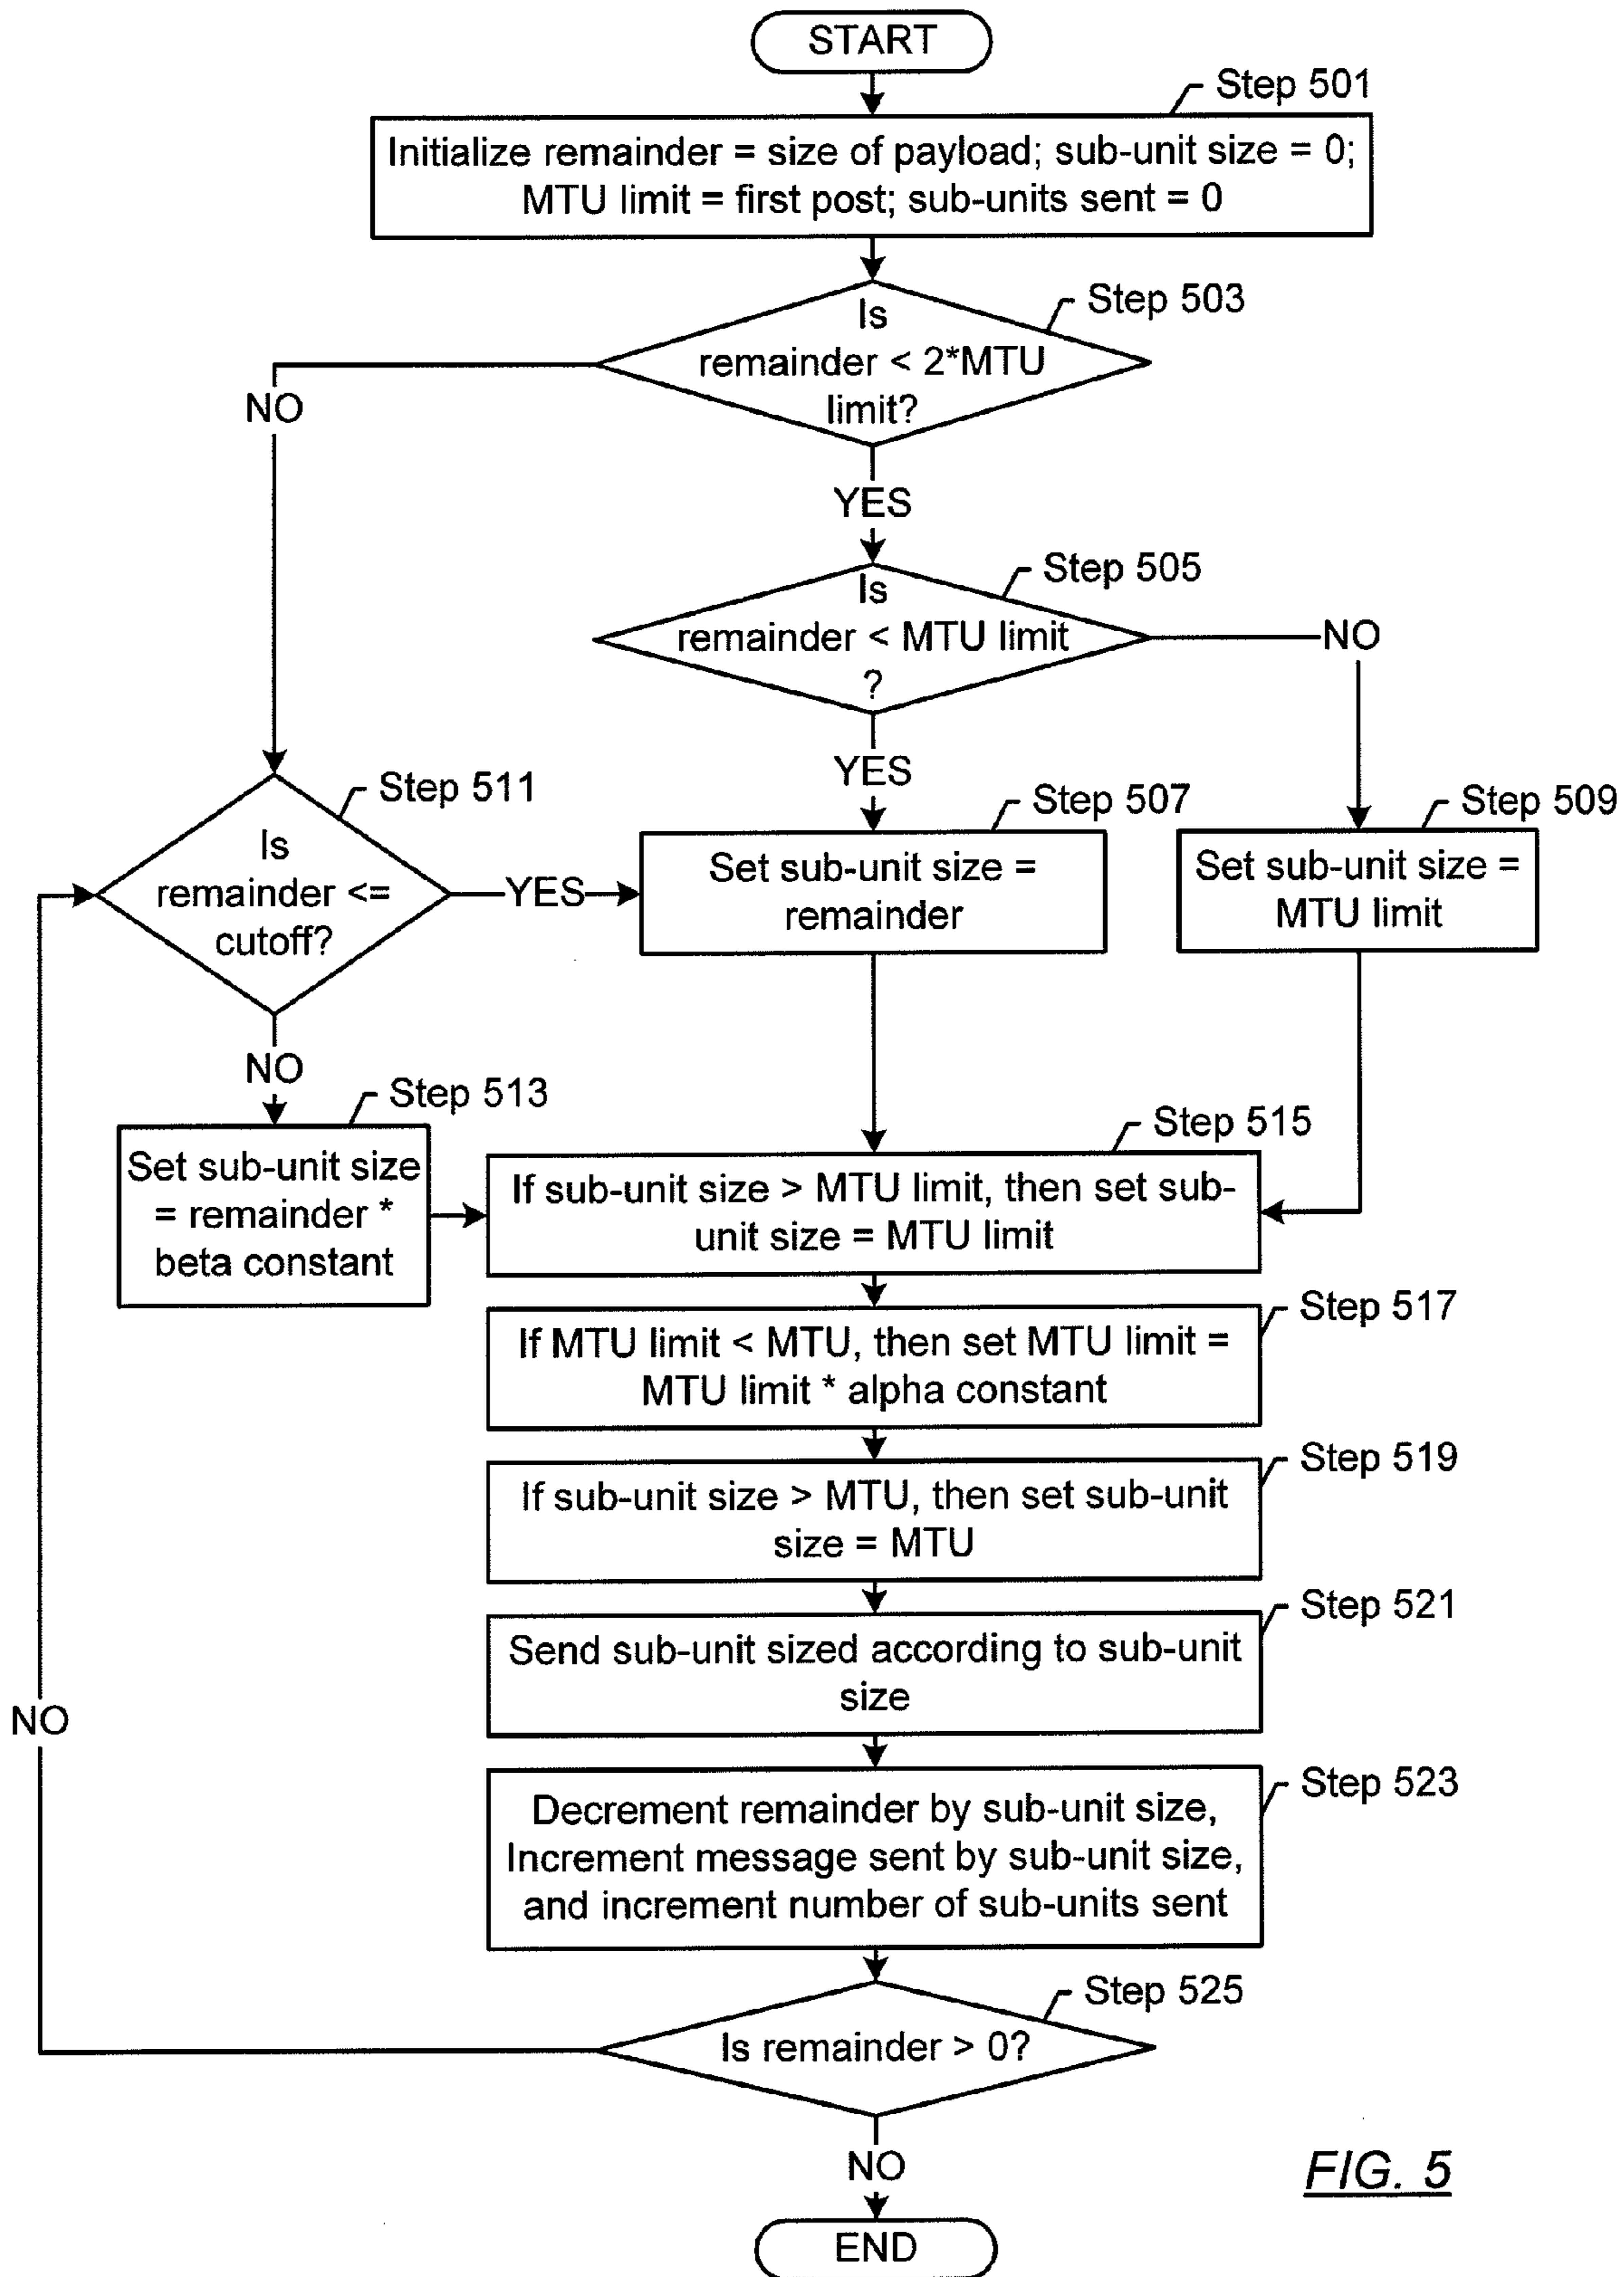 START
Step 501
Initialize remainder = size of payload; sub-unit size = 0;
MTU limit = first post; sub-units sent = 0
Step 503
Is
remainder < 2*MTU
limit?
NO
YES
Step 505
Is
remainder < MTU limit
?
NO
YES
Step 511
Is
remainder <=
cutoff?
YES
Step 507
Set sub-unit size =
remainder
Step 509
Set sub-unit size =
MTU limit
NO
Step 513
Set sub-unit size
= remainder *
beta constant
Step 515
If sub-unit size > MTU limit, then set sub-
unit size = MTU limit
Step 517
If MTU limit < MTU, then set MTU limit =
MTU limit * alpha constant
Step 519
If sub-unit size > MTU, then set sub-unit
size = MTU
Step 521
Send sub-unit sized according to sub-unit
size
NO
Step 523
Decrement remainder by sub-unit size,
Increment message sent by sub-unit size,
and increment number of sub-units sent
Step 525
Is remainder > 0?
NO
FIG. 5
END